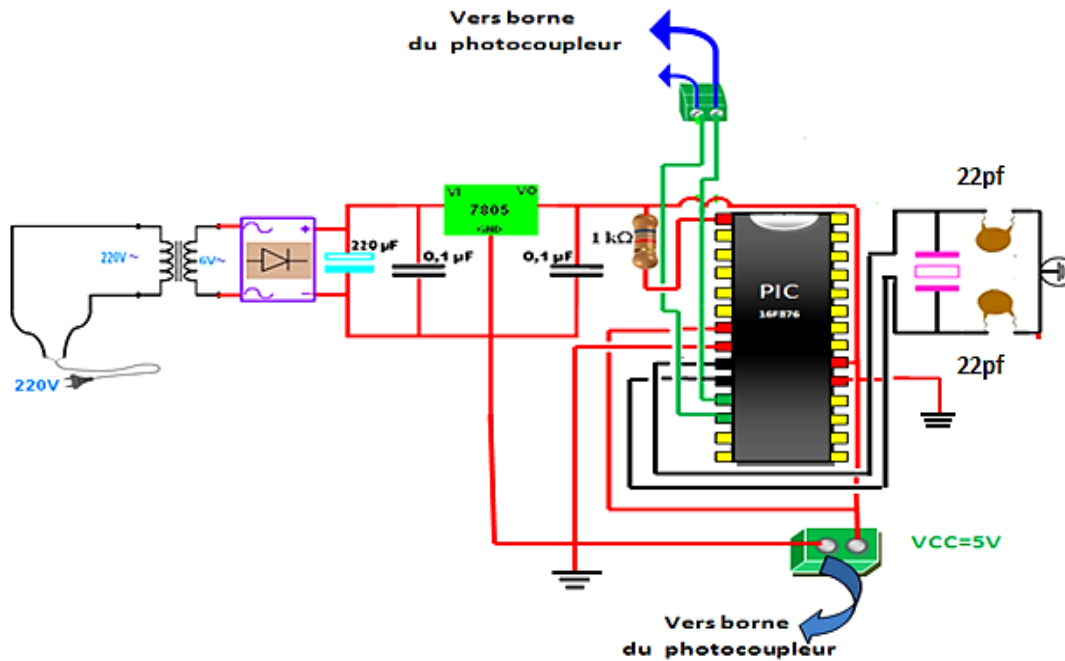 Vers borne
du photocoupleur
22pf
VI
VO
7805
GND
220 µF
0,1 µF
0,1 µF
1 kΩ
220V ~
6V~
+
−
PIC
16F876
22pf
220V
VCC=5V
Vers borne
du photocoupleur